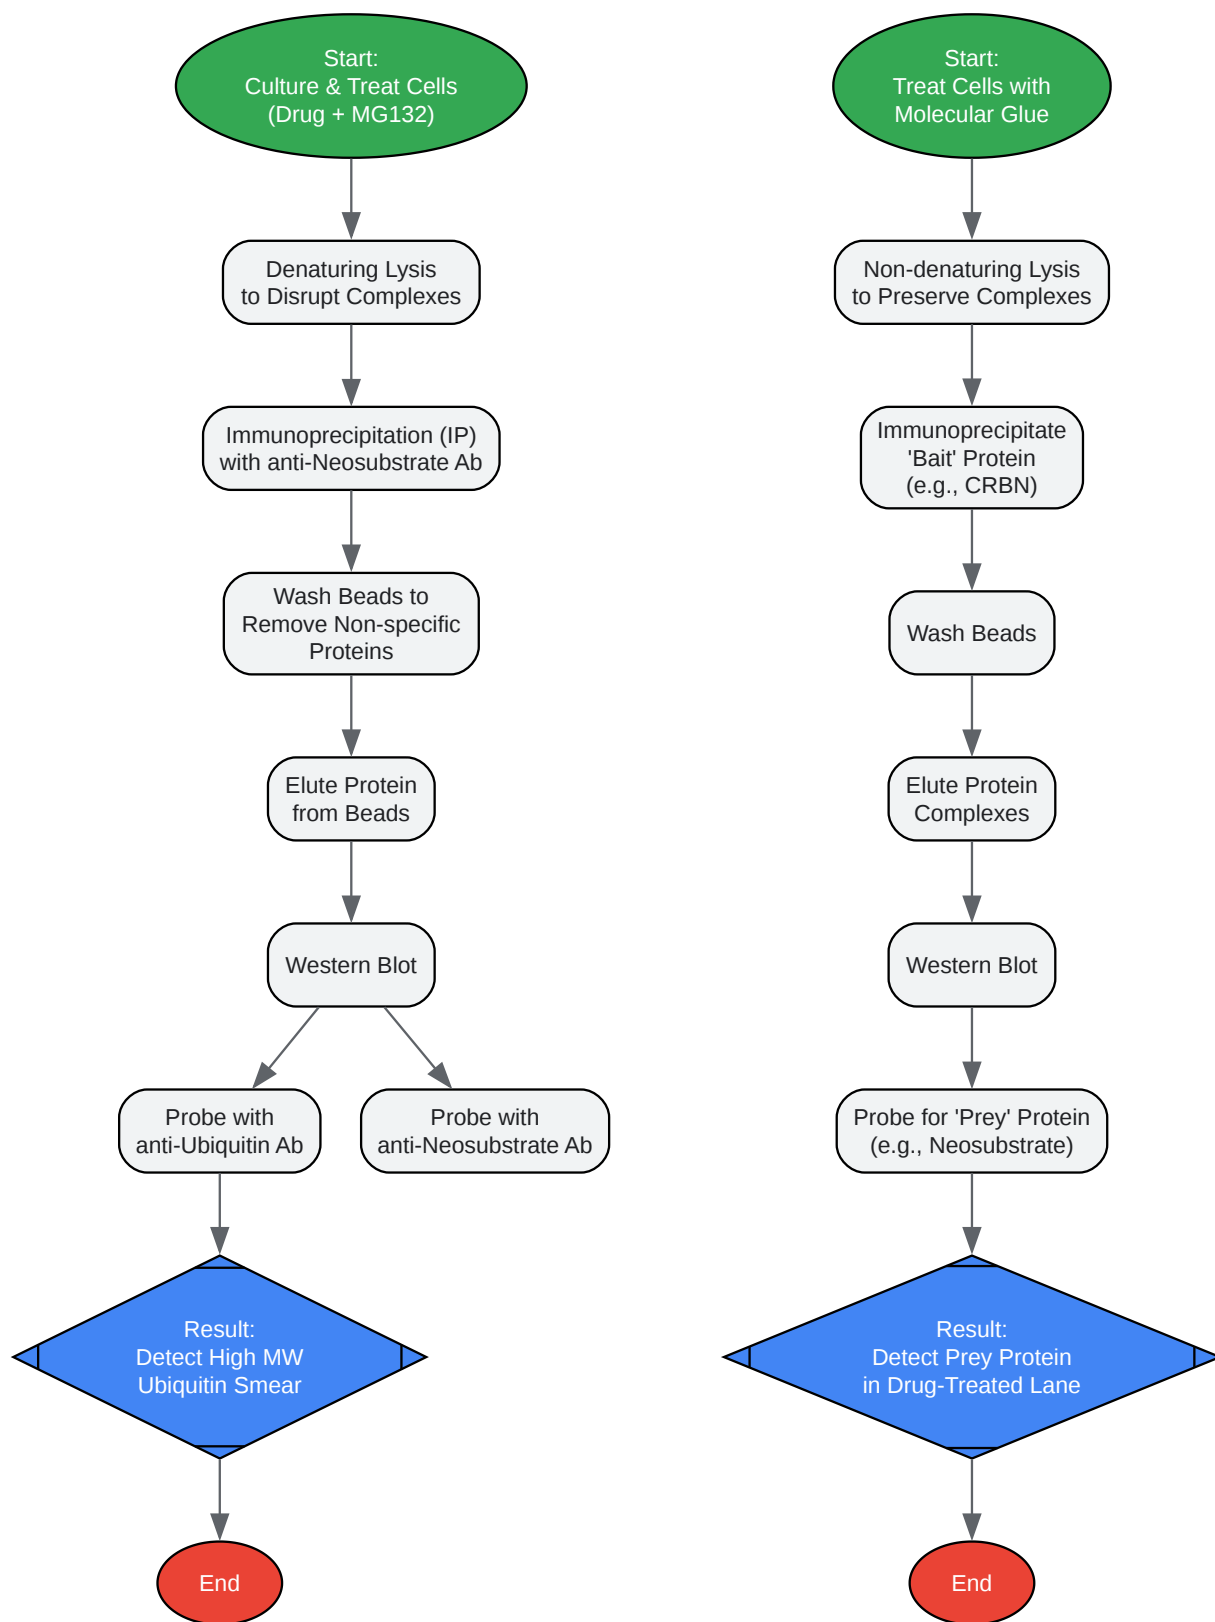 Start:
Culture & Treat Cells
(Drug + MG132)
Denaturing Lysis
to Disrupt Complexes
Immunoprecipitation (IP)
with anti-Neosubstrate Ab
Wash Beads to
Remove Non-specific
Proteins
Elute Protein
from Beads
Western Blot
Probe with
anti-Ubiquitin Ab
Probe with
anti-Neosubstrate Ab
Result:
Detect High MW
Ubiquitin Smear
End
Start:
Treat Cells with
Molecular Glue
Non-denaturing Lysis
to Preserve Complexes
Immunoprecipitate
'Bait' Protein
(e.g., CRBN)
Wash Beads
Elute Protein
Complexes
Western Blot
Probe for 'Prey' Protein
(e.g., Neosubstrate)
Result:
Detect Prey Protein
in Drug-Treated Lane
End